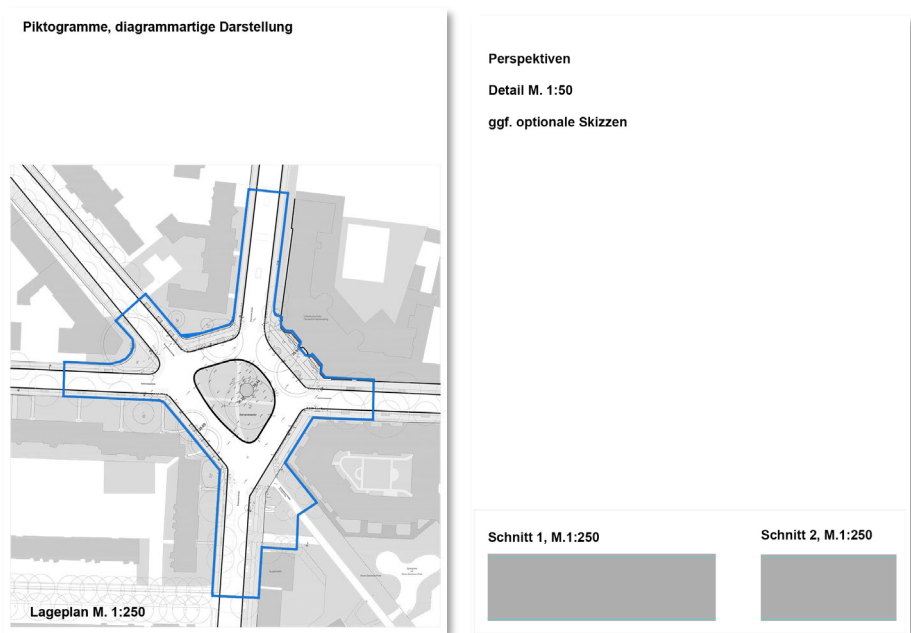 Piktogramme, diagrammartige Darstellung
Lageplan M. 1:250
Perspektiven
Detail M. 1:50
ggf. optionale Skizzen
Schnitt 1, M.1:250
Schnitt 2, M.1:250